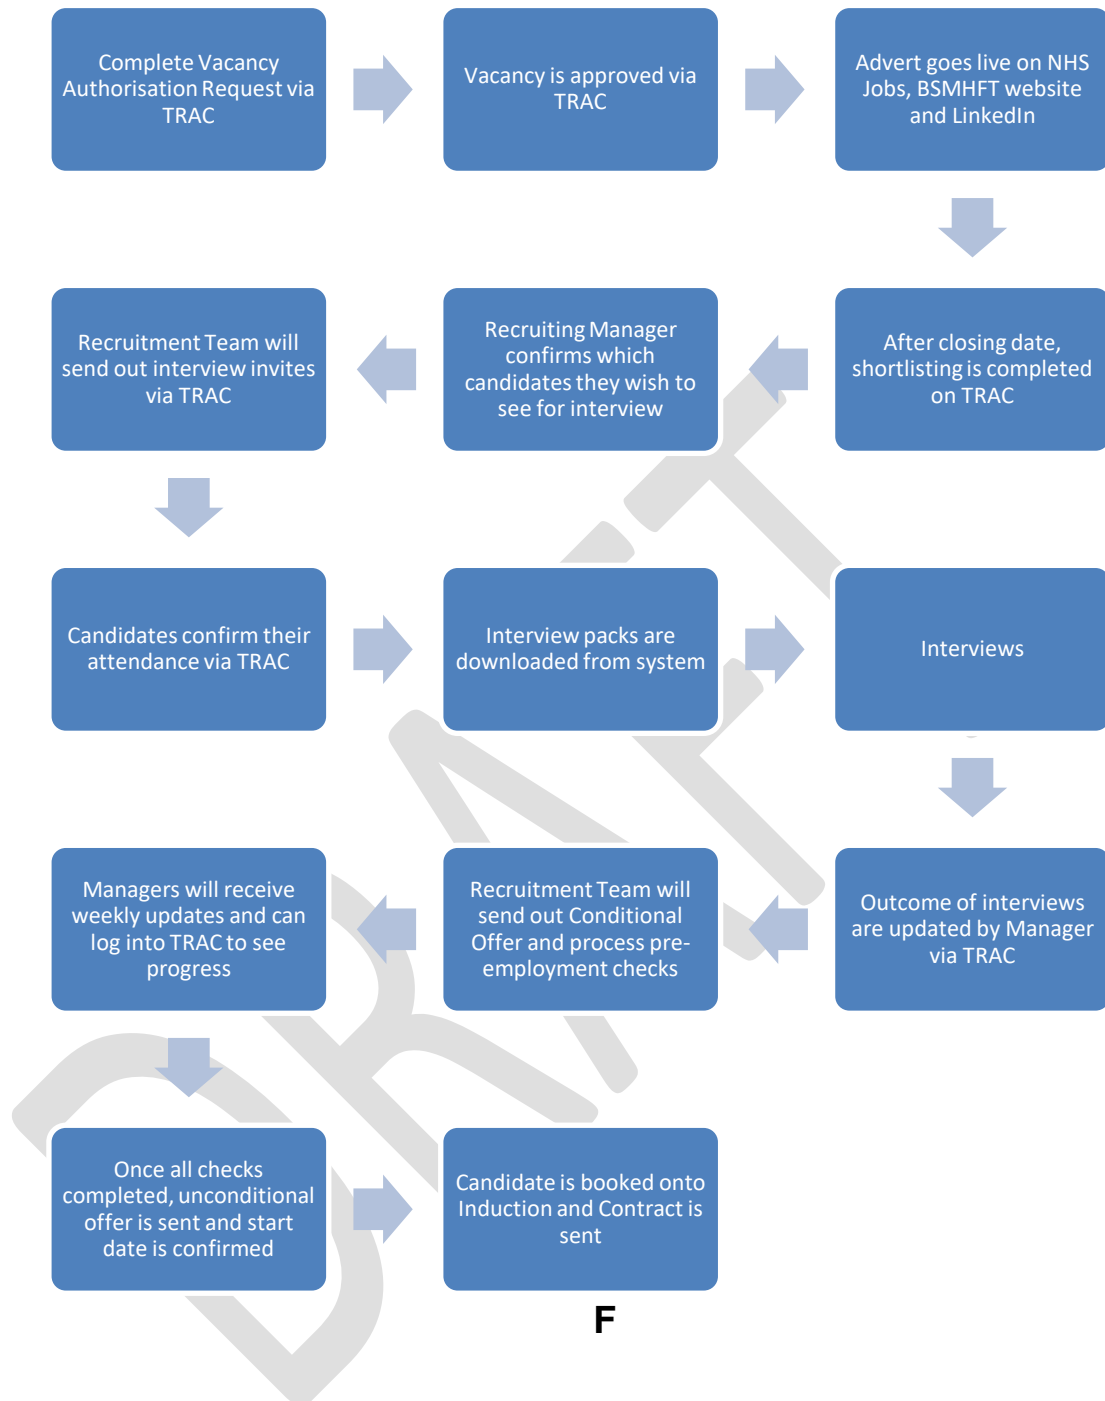 Complete Vacancy
Authorisation Request via
TRAC
Vacancy is approved via
TRAC
Advert goes live on NHS
Jobs, BSMHFT website
and LinkedIn
After closing date,
shortlisting is completed
on TRAC
Recruiting Manager
confirms which
candidates they wish to
see for interview
Recruitment Team will
send out interview invites
via TRAC
Candidates confirm their
attendance via TRAC
Interview packs are
downloaded from system
Interviews
Outcome of interviews
are updated by Manager
via TRAC
Recruitment Team will
send out Conditional
Offer and process pre-
employment checks
Managers will receive
weekly updates and can
log into TRAC to see
progress
Once all checks
completed, unconditional
offer is sent and start
date is confirmed
Candidate is booked onto
Induction and Contract is
sent
F
DRAFT